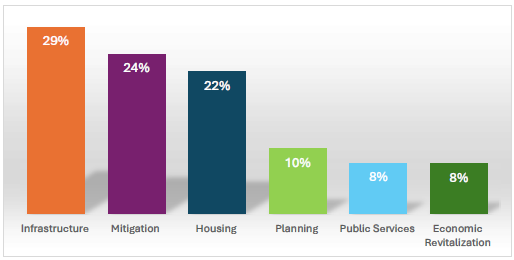 29%
24%
22%
10%
8%
8%
Infrastructure
Mitigation
Housing
Planning
Public Services
Economic
Revitalization